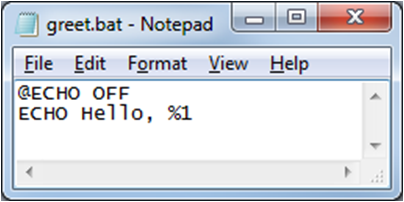 greet.bat - Notepad
File Edit Format View Help
@ECHO OFF
ECHO Hello, %1